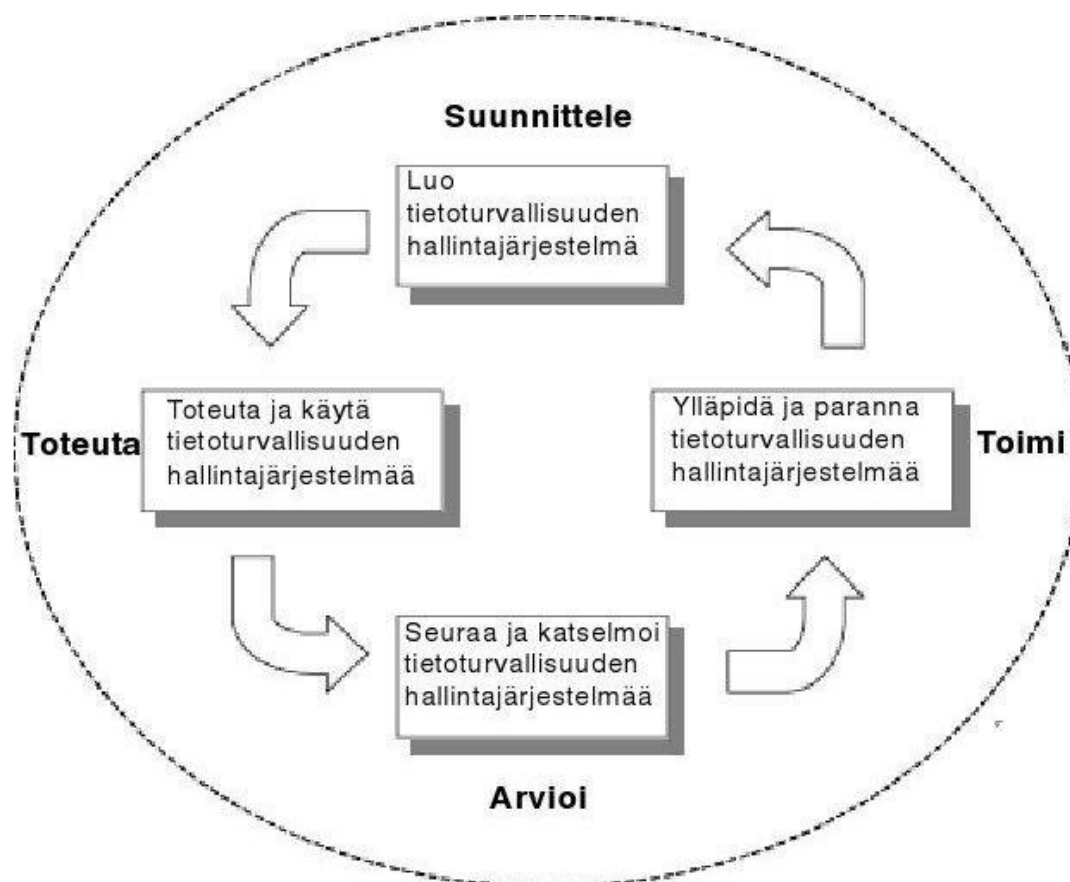 Suunnittele
Luo
tietoturvallisuuden
hallintajärjestelmä
Toteuta
Toteuta ja käytä
tietoturvallisuuden
hallintajärjestelmää
Ylläpidä ja paranna
tietoturvallisuuden
hallintajärjestelmää
Toimi
Seuraa ja katselmoi
tietoturvallisuuden
hallintajärjestelmää
Arvioi